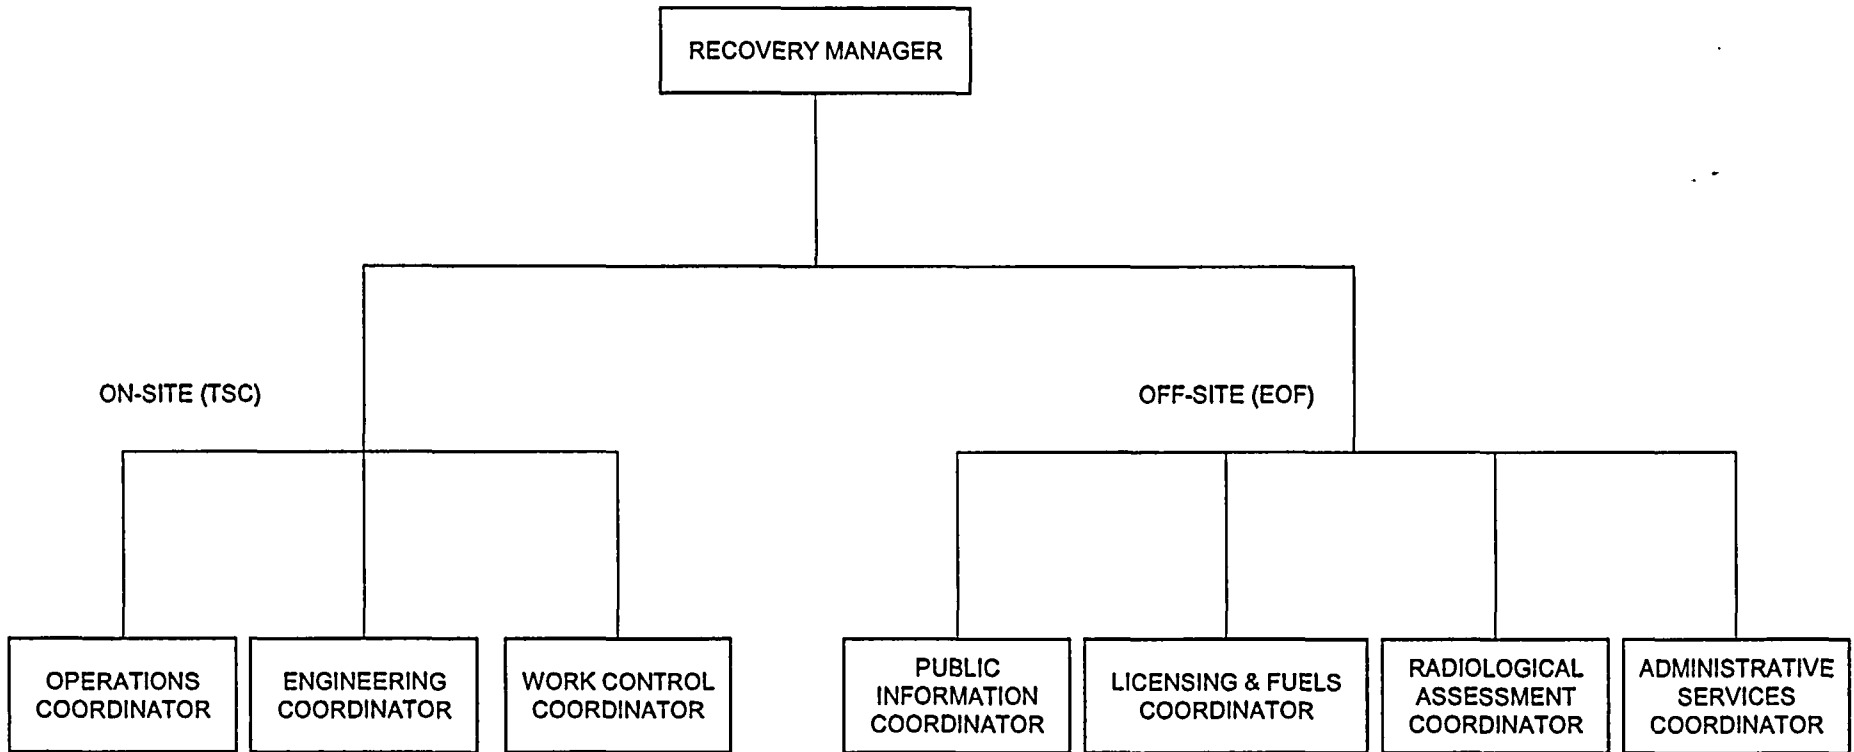 RECOVERY MANAGER
ON-SITE (TSC)
OFF-SITE (EOF)
OPERATIONS
COORDINATOR
ENGINEERING
COORDINATOR
WORK CONTROL
COORDINATOR
PUBLIC
INFORMATION
COORDINATOR
LICENSING & FUELS
COORDINATOR
RADIOLOGICAL
ASSESSMENT
COORDINATOR
ADMINISTRATIVE
SERVICES
COORDINATOR